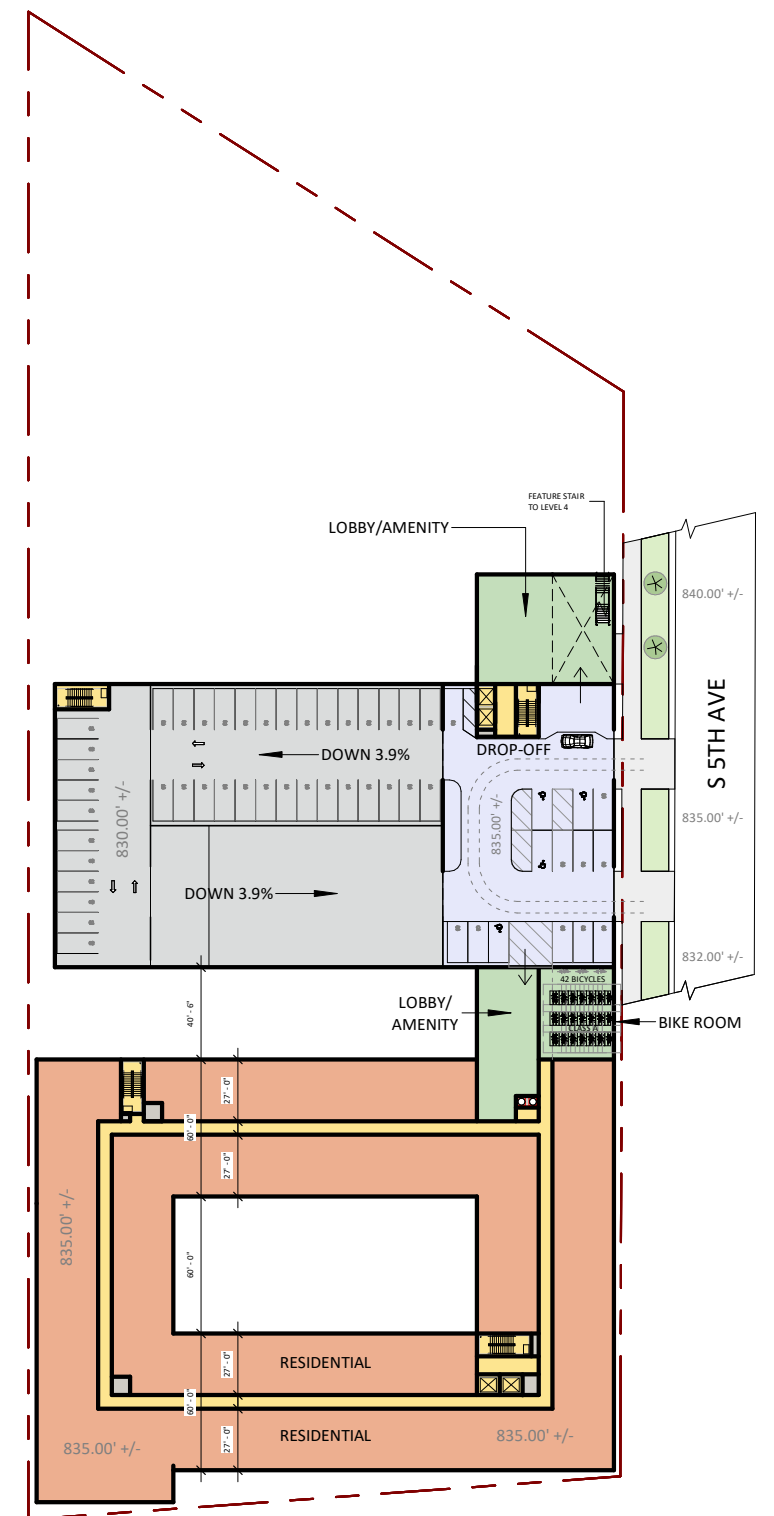 FEATURE STAIR
TO LEVEL 4
LOBBY/AMENITY
840.00' +/-
S 5TH AVE
DROP-OFF
DOWN 3.9%
830.00' +/-
835.00' +/-
835.00' +/-
DOWN 3.9%
832.00' +/-
42 BICYCLES
CLASS A
LOBBY/
AMENITY
BIKE ROOM
40' - 6"
27' - 0"
60' - 0"
27' - 0"
835.00' +/-
60' - 0"
27' - 0"
RESIDENTIAL
60' - 0"
27' - 0"
RESIDENTIAL
835.00' +/-
835.00' +/-